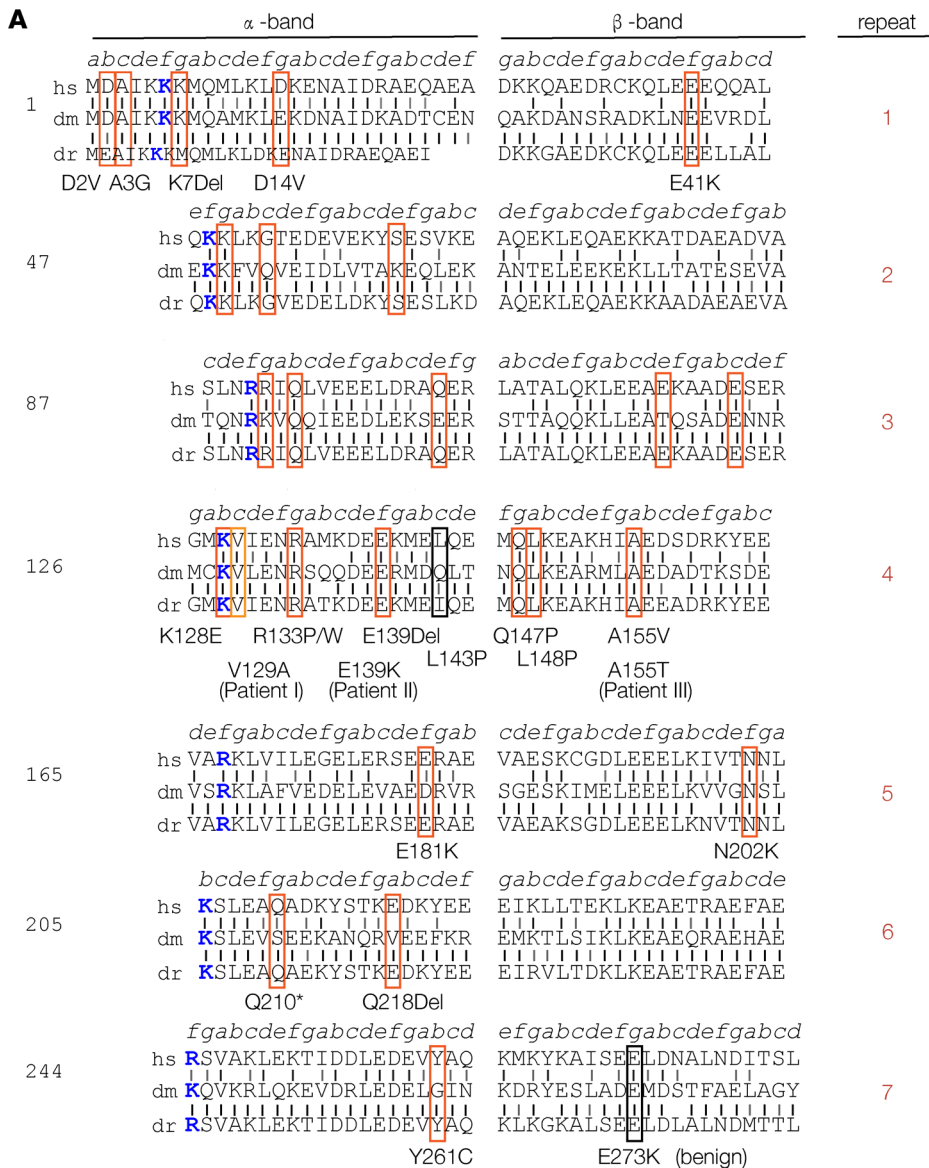 A
α-band β-band repeat
abcdefgabcdefgabcdefgabcdef gabcdefgabcdefgabcd
hs MDAIKKKMQMLKLDKENAIDRAEQAEA DKKQAEDRCKQLEEEQQAL
1 dm MDAIKKKMQAMKLEKDNAIDKADTCEN QAKDANSRADKLNEEVRDL 1
dr MEAIKKKMQMLKLDKENAIDRAEQAEI DKKGAEDKCKQLEEELLAL
D2V A3G K7Del D14V E41K
efgabcdefgabcdefgabc defgabcdefgabcdefgab
hs QKKLKGTEDEVEKYSESVKE AQEKLEQAEKKATDAEADVA
47 dm EKKFVQVEIDLVTAKEQLEK ANTELEEKEKLLTATESEVA 2
dr QKKLKGVEDELDKYSESLKD AQEKLEQAEKKAADAEAEVA
cdefgabcdefgabcdefg abcdefgabcdefgabcdef
hs SLNRRIQLVEEELDRAQER LATALQKLEEAEKAADESER
87 dm TQNRKVQQIEEDLEKSEER STTAQQKLLEATQSADENNR 3
dr SLNRRIQLVEEELDRAQER LATALQKLEEAEKAADESER
gabcdefgabcdefgabcde fgabcdefgabcdefgabc
hs GMKVIENRAMKDEEKMELQE MQLKEAKHIAEDSDRKYEE
126 dm MCKVLENRSQQDEERMDQLT NQLKEARMLAEDADTKSDE 4
dr GMKVIENRATKDEEKMEIQE MQLKEAKHIAEEADRKYEE
K128E R133P/W E139Del Q147P A155V
L143P L148P
V129A E139K A155T
(Patient I) (Patient II) (Patient III)
defgabcdefgabcdefgab cdefgabcdefgabcdefga
hs VARKLVILEGELERSEERAE VAESKCGDLEEELKIVTNNL
165 dm VSRKLAFVEDELEVAEDRVR SGESKIMELEEELKVVGNSL 5
dr VARKLVILEGELERSEERAE VAEAKSGDLEEELKNVTNNL
E181K N202K
bcdefgabcdefgabcdef gabcdefgabcdefgabcde
hs KSLEAQADKYSTKEDKYEE EIKLLTEKLKEAETRAEFAE
205 dm KSLEVSEEKANQRVEEFKR EMKTLSIKLKEAEQRAEHAE 6
dr KSLEAQAEKYSTKEDKYEE EIRVLTDKLKEAETRAEFAE
Q210* Q218Del
fgabcdefgabcdefgabcd efgabcdefgabcdefgabcd
hs RSVAKLEKTIDDLEDEVYAQ KMKYKAISEELDNALNDITSL
244 dm KQVKRLQKEVDRLEDELGIN KDRYESLADEMDSTFAELAGY 7
dr RSVAKLEKTIDDLEDEVYAQ KLKGKALSEELDLALNDMTTL
Y261C E273K (benign)